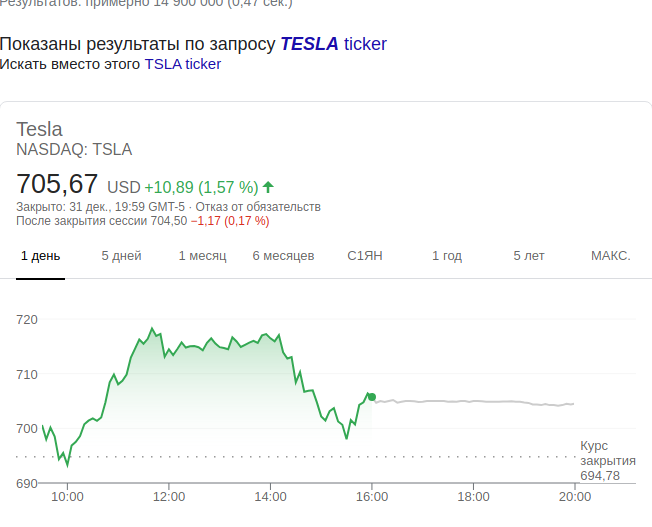 Результатов: примерно 14 900 000 (0,47 сек.)
Показаны результаты по запросу TESLA ticker
Искать вместо этого TSLA ticker
Tesla
NASDAQ: TSLA
705,67 USD +10,89 (1,57 %)
Закрыто: 31 дек., 19:59 GMT-5 · Отказ от обязательств
После закрытия сессии 704,50 −1,17 (0,17 %)
1 день 5 дней 1 месяц 6 месяцев С1ЯН 1 год 5 лет МАКС.
720
710
700
Курс
закрытия
694,78
690
10:00 12:00 14:00 16:00 18:00 20:00